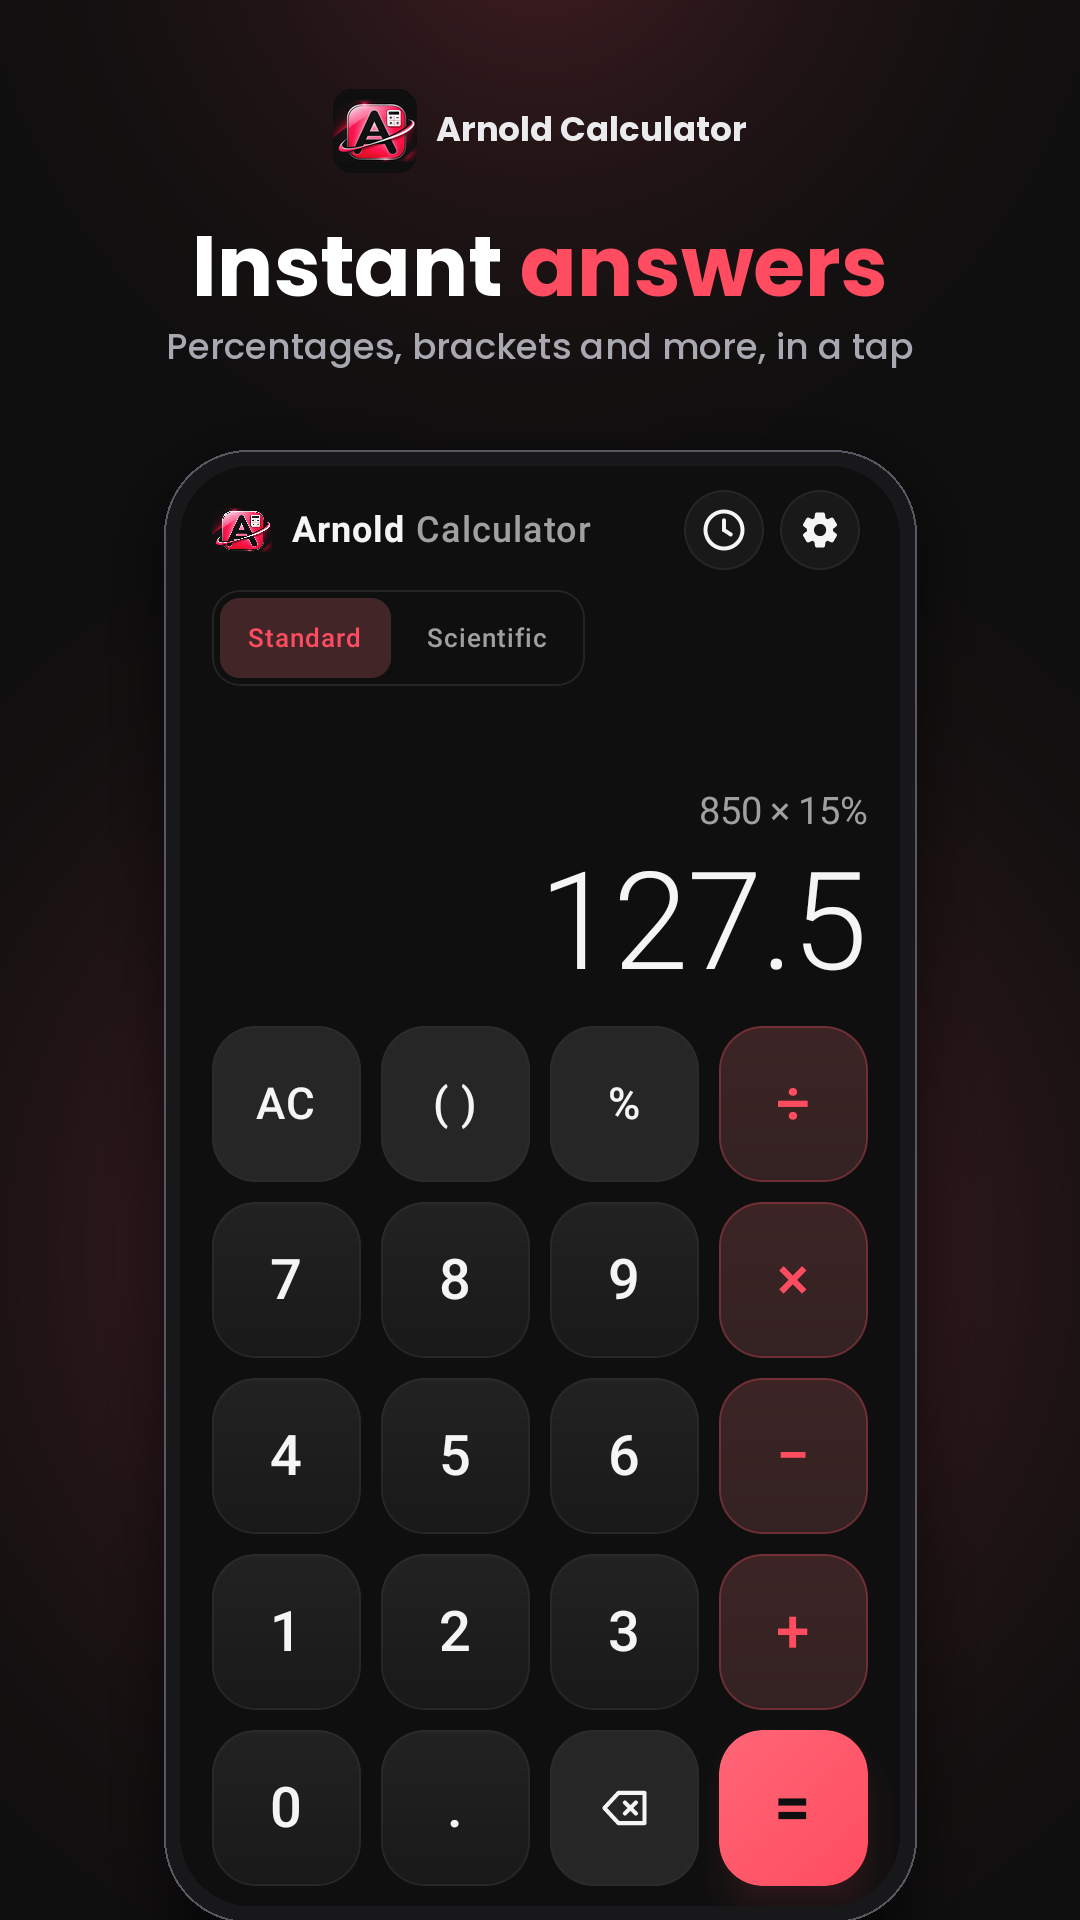 Arnold Calculator
Instant answers
Percentages, brackets and more, in a tap
Arnold Calculator
Standard Scientific
850 × 15%
127.5
AC ( ) % ÷
7 8 9 ×
4 5 6 −
1 2 3 +
0 . =